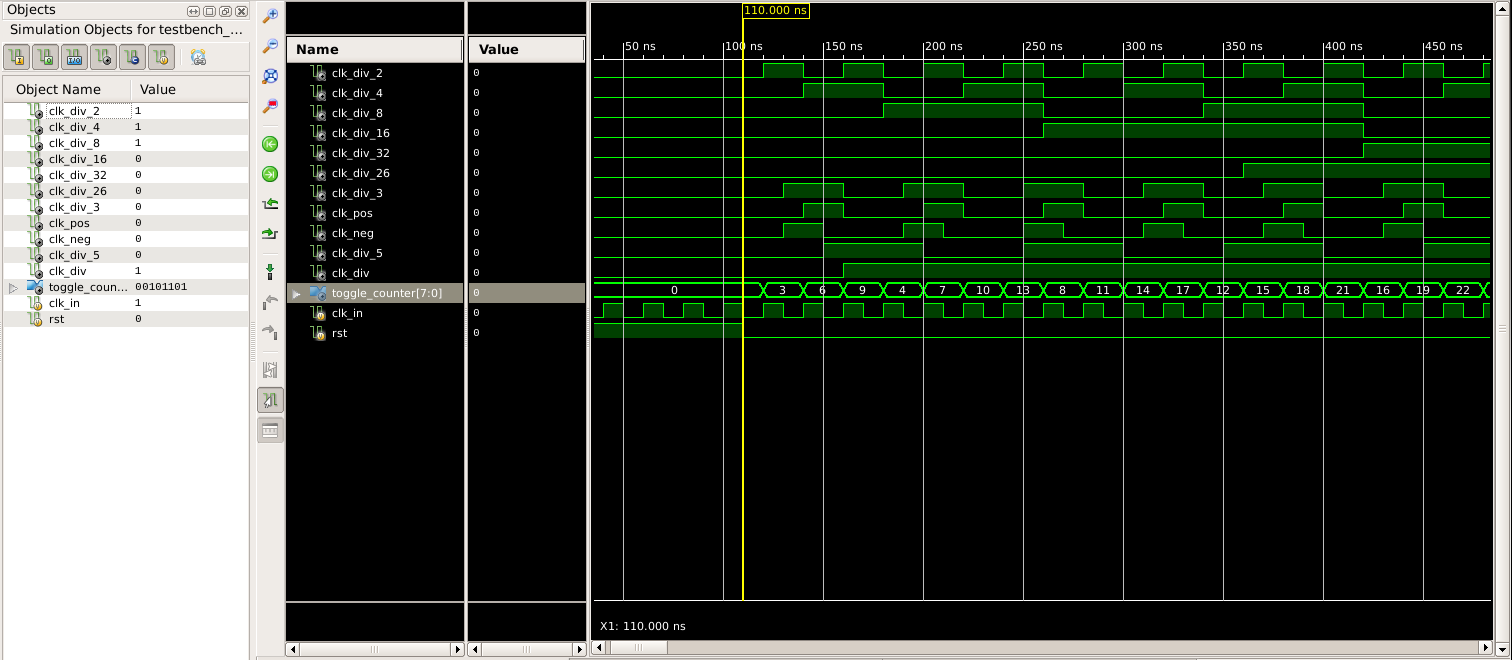 Objects
Simulation Objects for testbench_...
Object Name Value
clk_div_2 1
clk_div_4 1
clk_div_8 1
clk_div_16 0
clk_div_32 0
clk_div_26 0
clk_div_3 0
clk_pos 0
clk_neg 0
clk_div_5 0
clk_div 1
toggle_coun... 00101101
clk_in 1
rst 0
Name Value
clk_div_2 0
clk_div_4 0
clk_div_8 0
clk_div_16 0
clk_div_32 0
clk_div_26 0
clk_div_3 0
clk_pos 0
clk_neg 0
clk_div_5 0
clk_div 0
toggle_counter[7:0] 0
clk_in 0
rst 0
110.000 ns
50 ns 100 ns 150 ns 200 ns 250 ns 300 ns 350 ns 400 ns 450 ns
0 3 6 9 4 7 10 13 8 11 14 17 12 15 18 21 16 19 22
X1: 110.000 ns